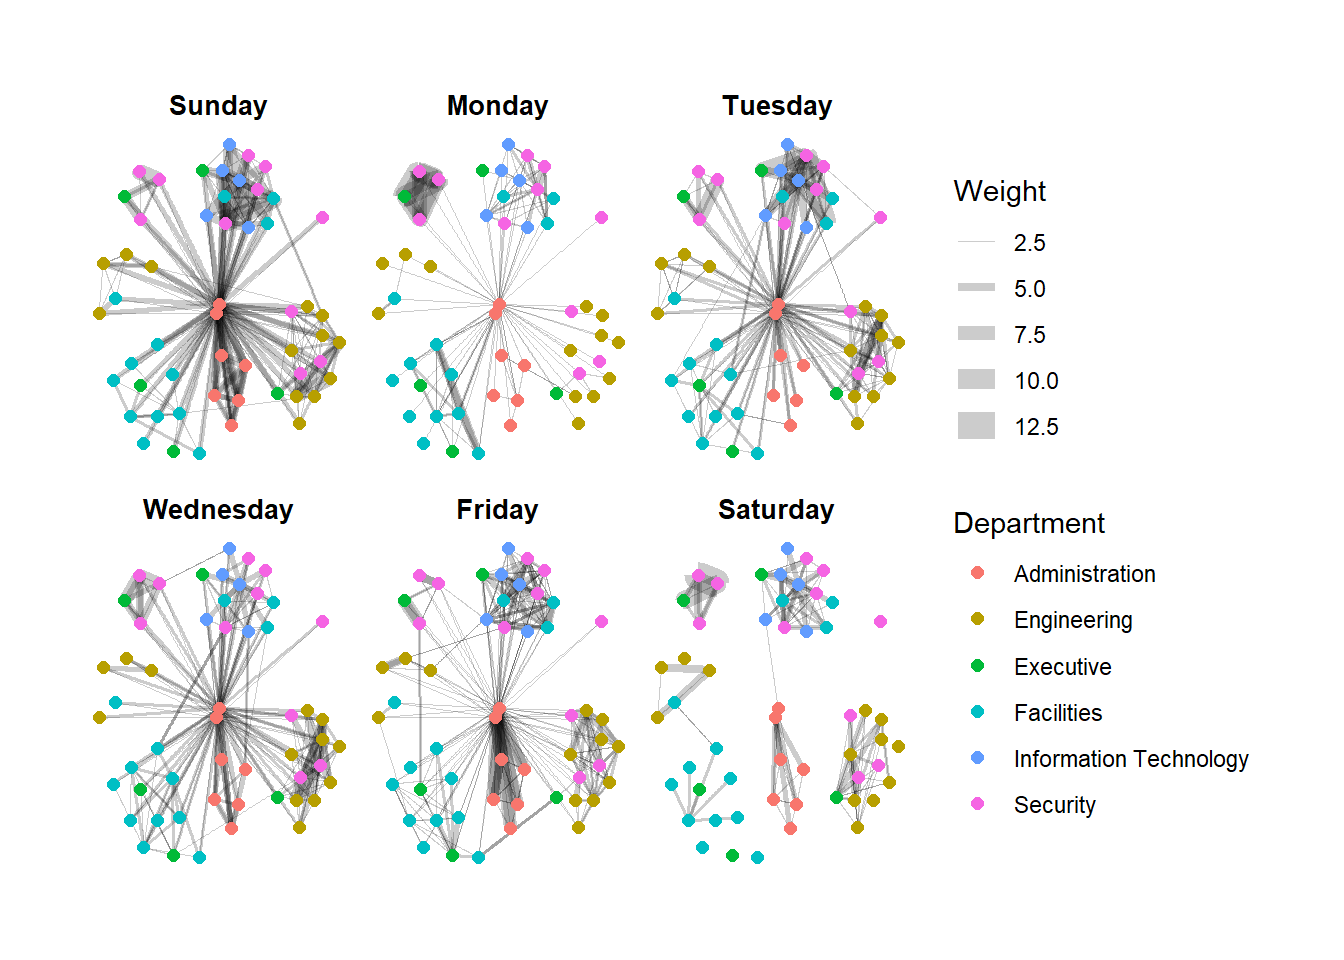 Sunday
Monday
Tuesday
Wednesday
Friday
Saturday
Weight
2.5
5.0
7.5
10.0
12.5
Department
Administration
Engineering
Executive
Facilities
Information Technology
Security